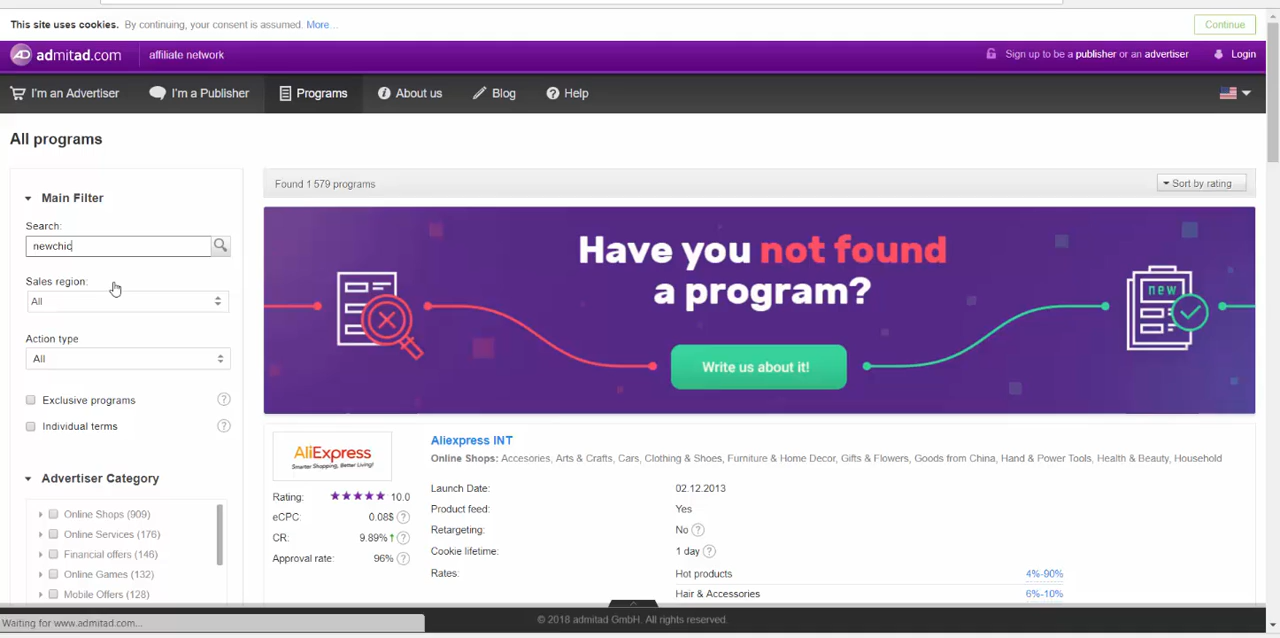 This site uses cookies. By continuing, your consent is assumed. More...
Continue
admitad.com
affiliate network
Sign up to be a publisher or an advertiser
Login
I'm an Advertiser
I'm a Publisher
Programs
About us
Blog
Help
All programs
Main Filter
Search:
newchic
Sales region:
All
Action type
All
Exclusive programs ?
Individual terms ?
Advertiser Category
Online Shops (909)
Online Services (176)
Financial offers (146)
Online Games (132)
Mobile Offers (128)
Found 1 579 programs
Sort by rating
Have you not found
a program?
new
Write us about it!
AliExpress
Smarter Shopping, Better Living!
Rating: ★★★★★ 10.0
eCPC: 0.08$ ?
CR: 9.89% ↑ ?
Approval rate: 96% ?
Aliexpress INT
Online Shops: Accesories, Arts & Crafts, Cars, Clothing & Shoes, Furniture & Home Decor, Gifts & Flowers, Goods from China, Hand & Power Tools, Health & Beauty, Household
Launch Date: 02.12.2013
Product feed: Yes
Retargeting: No ?
Cookie lifetime: 1 day ?
Rates: Hot products 4%-90%
Hair & Accessories 6%-10%
© 2018 admitad GmbH. All rights reserved.
Waiting for www.admitad.com...